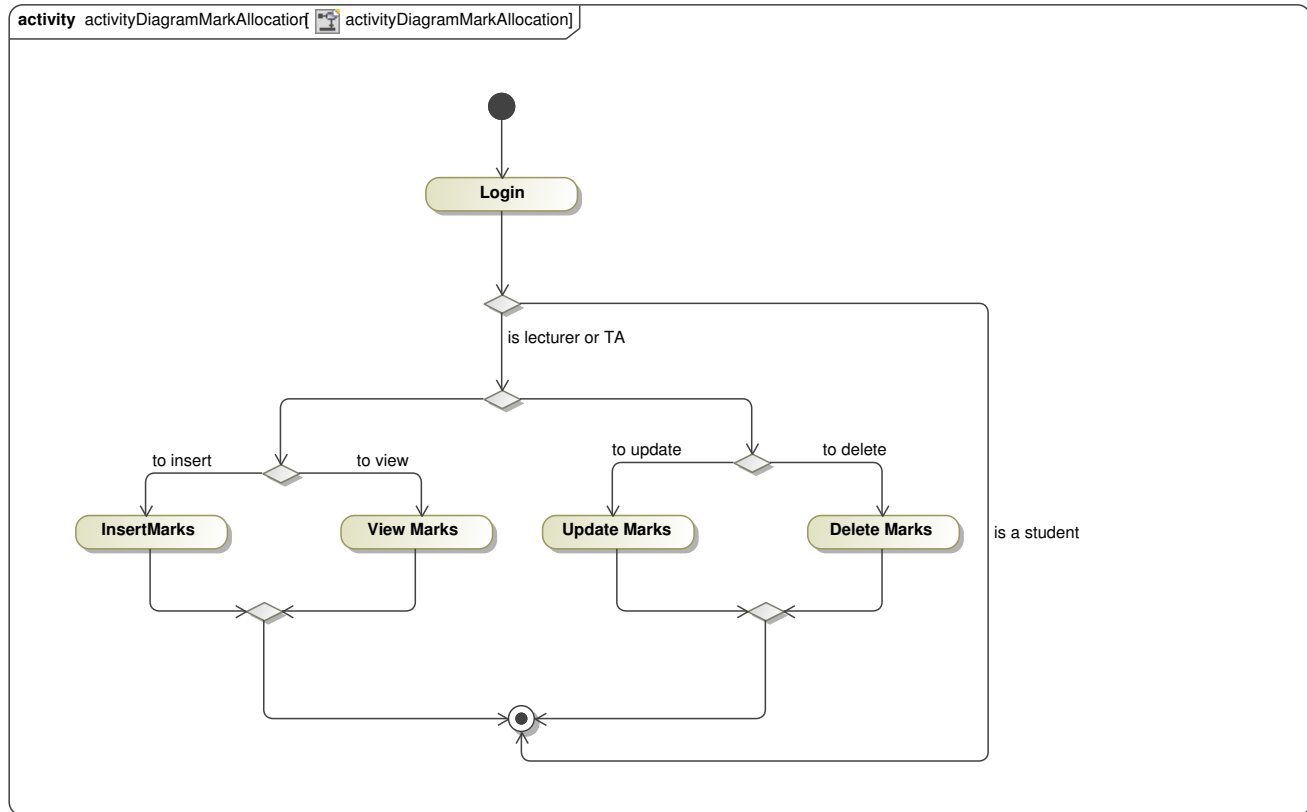 activity activityDiagramMarkAllocation[ activityDiagramMarkAllocation]
Login
is lecturer or TA
to insert
to view
to update
to delete
InsertMarks
View Marks
Update Marks
Delete Marks
is a student